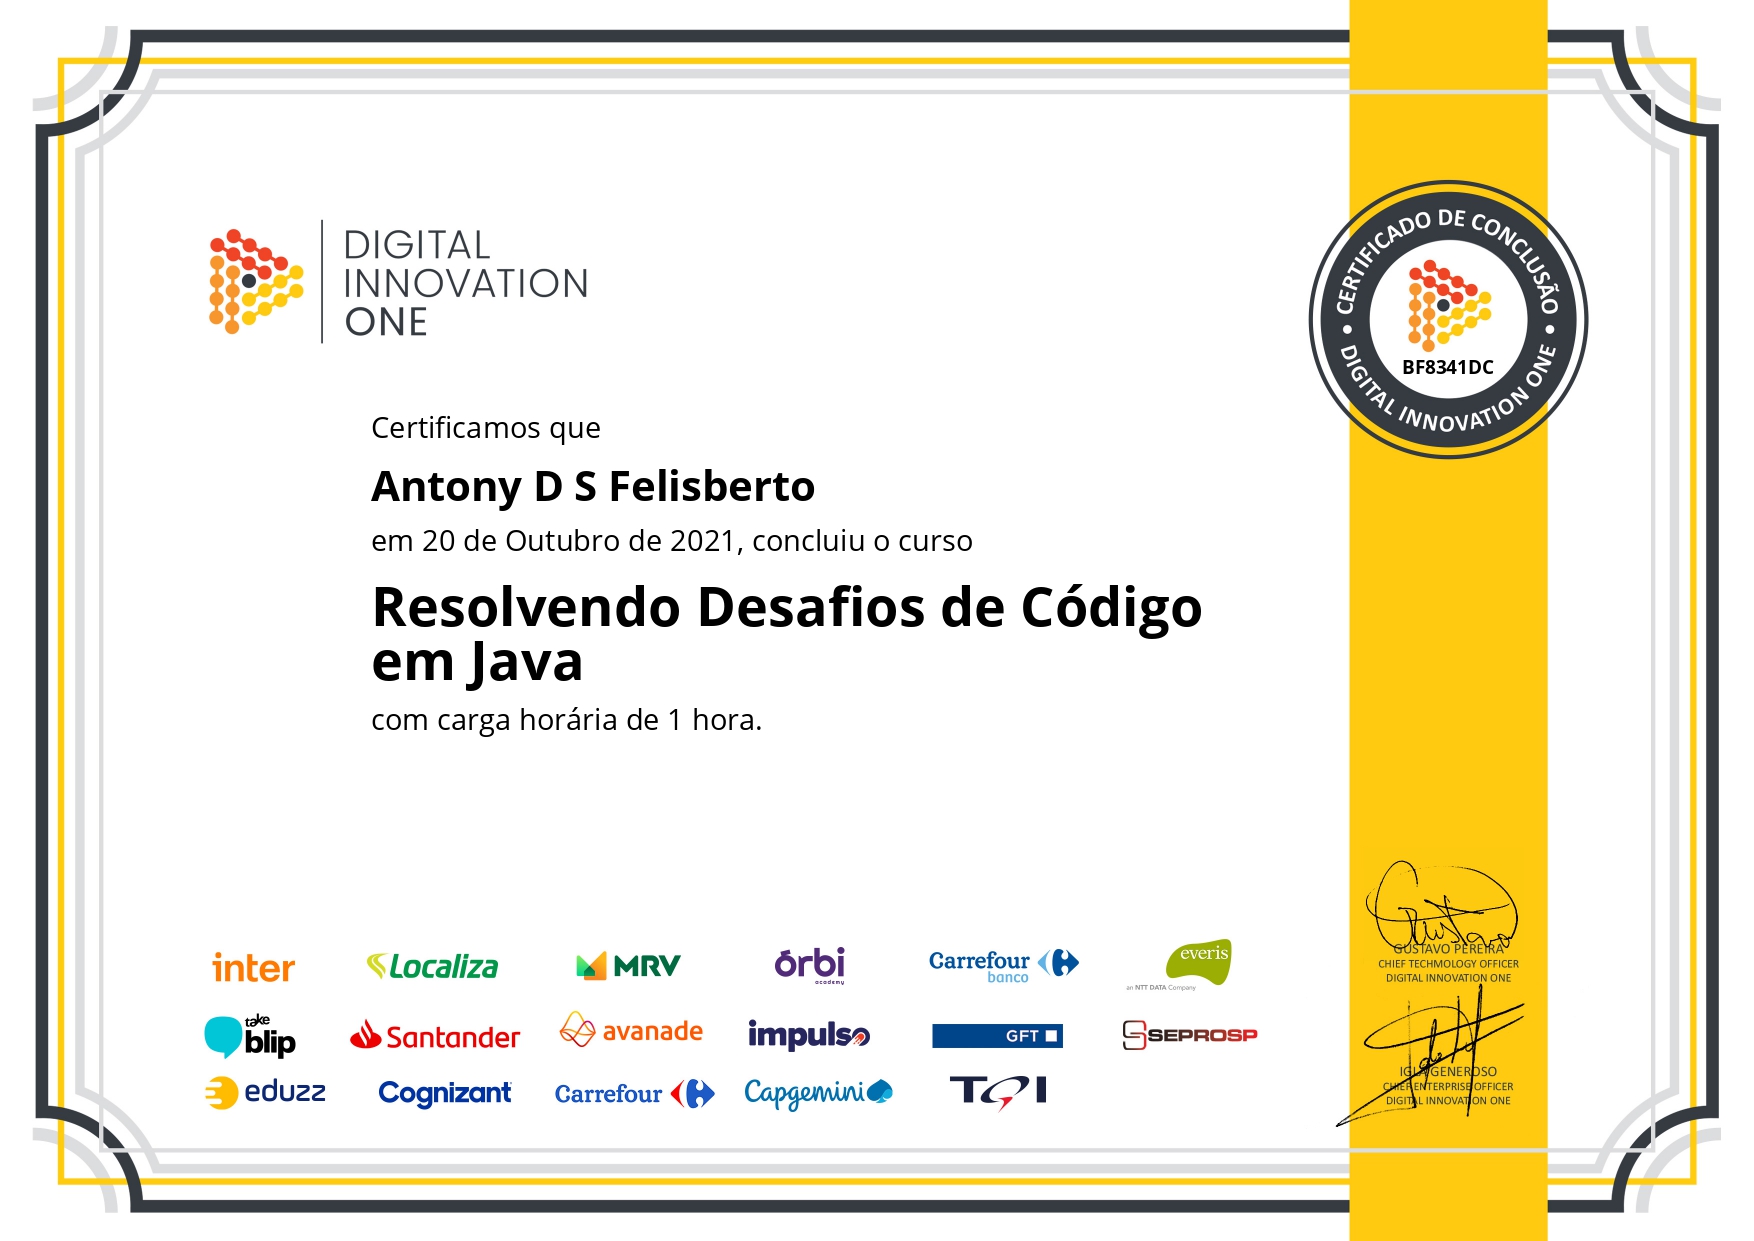 DIGITAL
INNOVATION
ONE
CERTIFICADO DE CONCLUSÃO
BF8341DC
• DIGITAL INNOVATION ONE •
Certificamos que
Antony D S Felisberto
em 20 de Outubro de 2021, concluiu o curso
Resolvendo Desafios de Código
em Java
com carga horária de 1 hora.
inter
Localiza
MRV
órbi
academy
Carrefour
banco
everis
an NTT DATA Company
take
blip
Santander
avanade
impulso
GFT
SEPROSP
eduzz
Cognizant
Carrefour
Capgemini
TQI
Gustavo
GUSTAVO PEREIRA
CHIEF TECHMOLOGY OFFICER
DIGITAL INNOVATION ONE
IGLÁ GENEROSO
CHIEF ENTERPRISE OFFICER
DIGITAL INNOVATION ONE